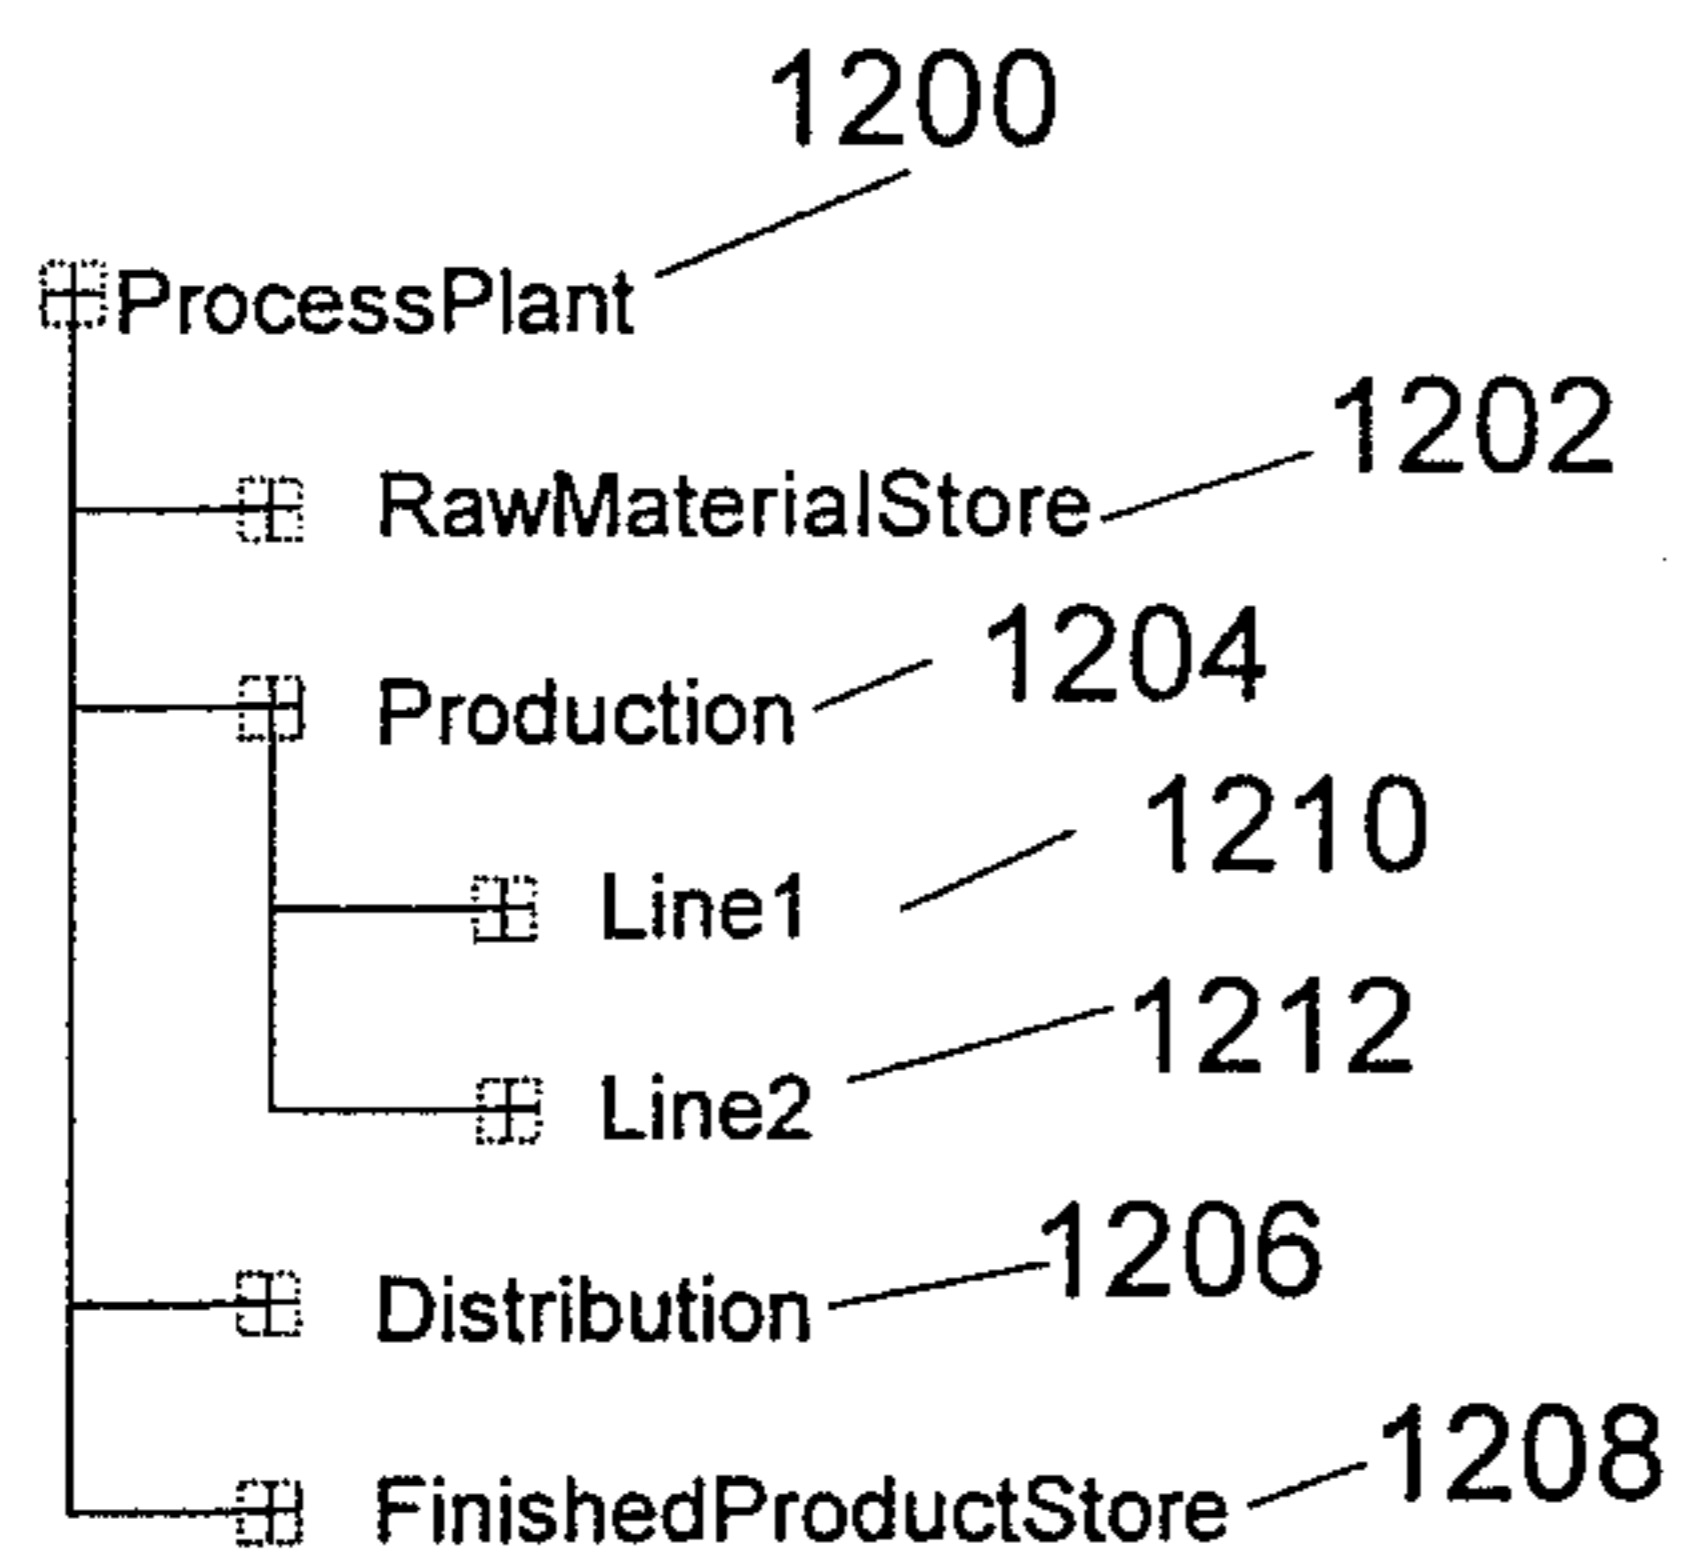 1200
ProcessPlant
1202
RawMaterialStore
1204
Production
1210
Line1
1212
Line2
1206
Distribution
1208
FinishedProductStore